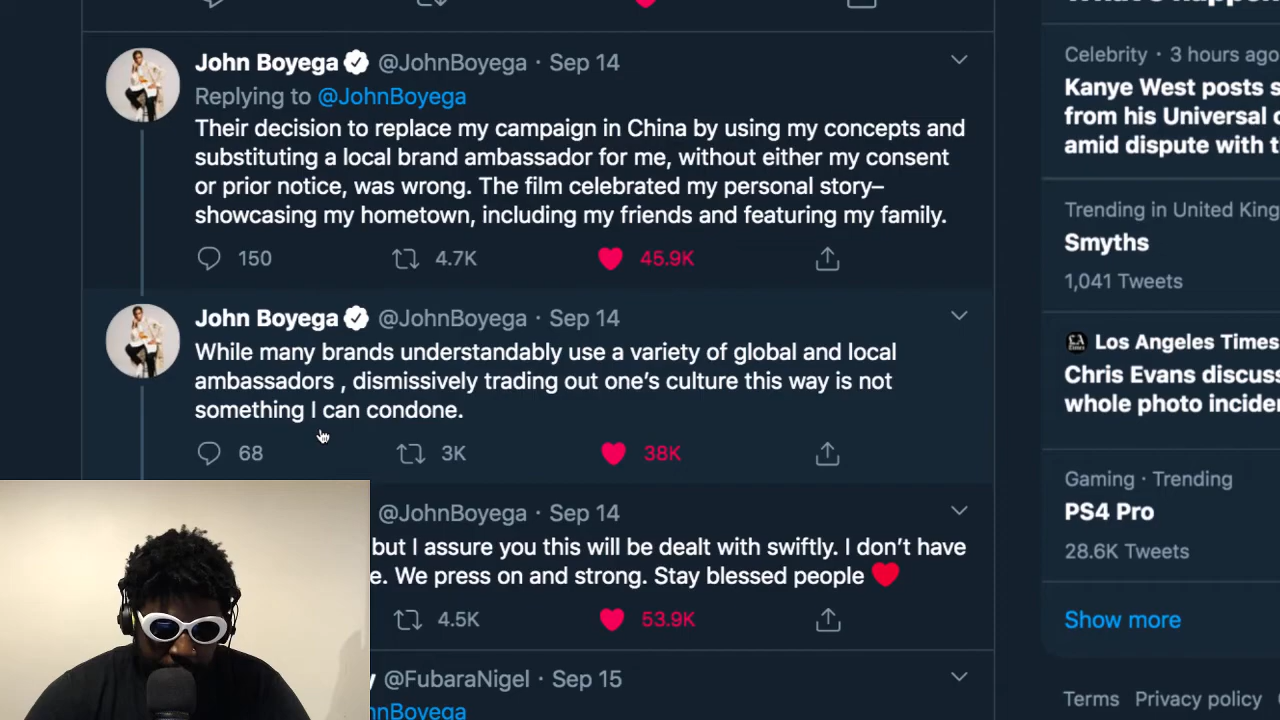 John Boyega @JohnBoyega · Sep 14
Replying to @JohnBoyega
Their decision to replace my campaign in China by using my concepts and
substituting a local brand ambassador for me, without either my consent
or prior notice, was wrong. The film celebrated my personal story–
showcasing my hometown, including my friends and featuring my family.
150 4.7K 45.9K
John Boyega @JohnBoyega · Sep 14
While many brands understandably use a variety of global and local
ambassadors , dismissively trading out one's culture this way is not
something I can condone.
68 3K 38K
@JohnBoyega · Sep 14
but I assure you this will be dealt with swiftly. I don't have
e. We press on and strong. Stay blessed people
4.5K 53.9K
y @FubaraNigel · Sep 15
hnBoyega
Celebrity · 3 hours ago
Kanye West posts s
from his Universal
amid dispute with t
Trending in United King
Smyths
1,041 Tweets
Los Angeles Times
Chris Evans discus
whole photo incide
Gaming · Trending
PS4 Pro
28.6K Tweets
Show more
Terms Privacy policy